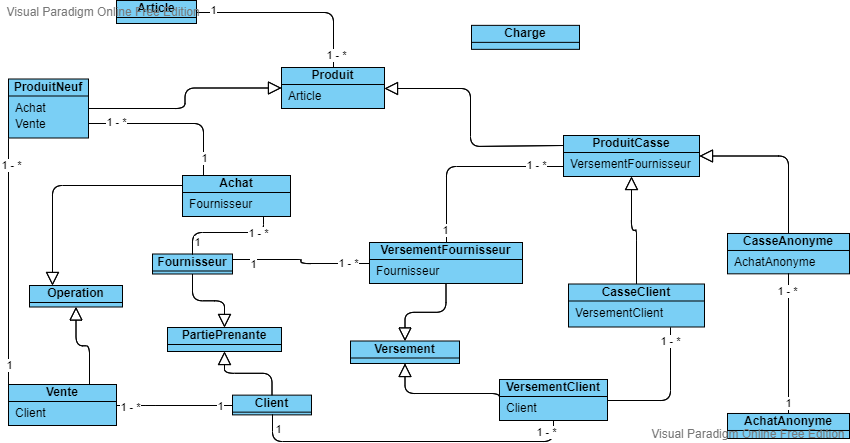 Visual Paradigm Online Free Edition
Article
1
1 - *
Charge
Produit
Article
ProduitNeuf
Achat
Vente
1 - *
1
1 - *
ProduitCasse
VersementFournisseur
1 - *
1
Achat
Fournisseur
1 - *
1
Fournisseur
1
1 - *
VersementFournisseur
Fournisseur
CasseAnonyme
AchatAnonyme
1 - *
1
Operation
CasseClient
VersementClient
1 - *
PartiePrenante
Versement
1
Vente
Client
1 - *
1
Client
1
1 - *
VersementClient
Client
AchatAnonyme
Visual Paradigm Online Free Edition